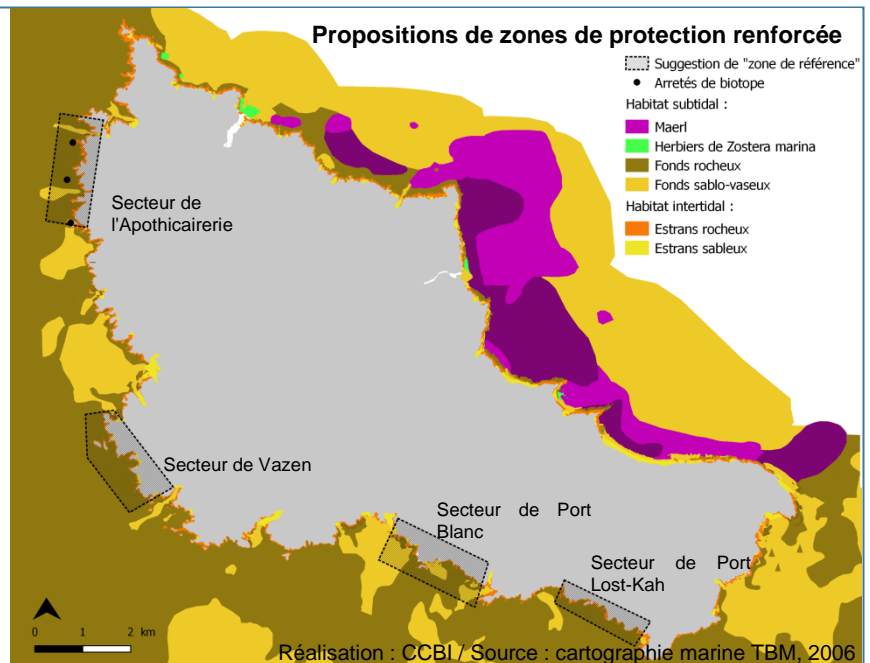 Propositions de zones de protection renforcée
Suggestion de "zone de référence"
Arretés de biotope
Habitat subtidal :
Maerl
Herbiers de Zostera marina
Fonds rocheux
Fonds sablo-vaseux
Habitat intertidal :
Estrans rocheux
Estrans sableux
Secteur de
l'Apothicairerie
Secteur de Vazen
Secteur de Port
Blanc
Secteur de Port
Lost-Kah
0 1 2 km
Réalisation : CCBI / Source : cartographie marine TBM, 2006